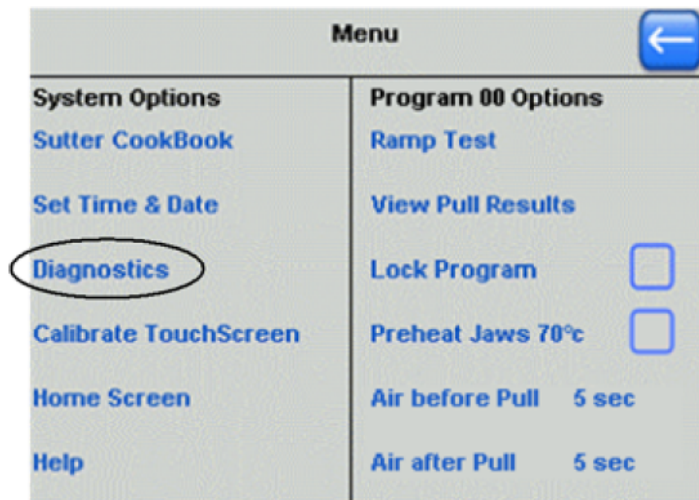 Menu
System Options
Sutter CookBook
Set Time & Date
Diagnostics
Calibrate TouchScreen
Home Screen
Help
Program 00 Options
Ramp Test
View Pull Results
Lock Program
Preheat Jaws 70°c
Air before Pull 5 sec
Air after Pull 5 sec